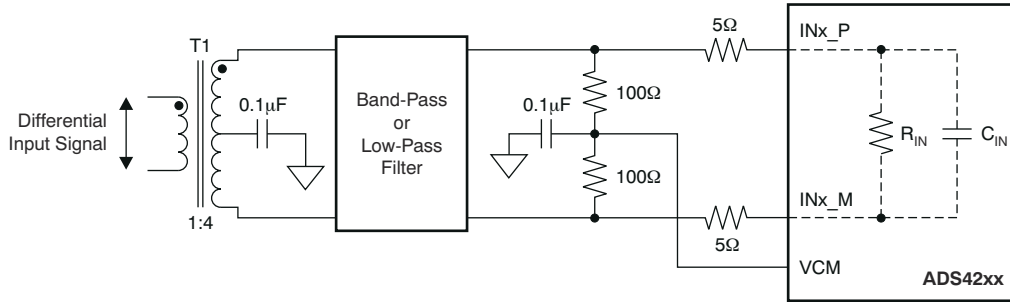 T1
Differential
Input Signal
1:4
0.1μF
Band-Pass
or
Low-Pass
Filter
0.1μF
100Ω
100Ω
5Ω
5Ω
INx_P
R_IN
C_IN
INx_M
VCM
ADS42xx